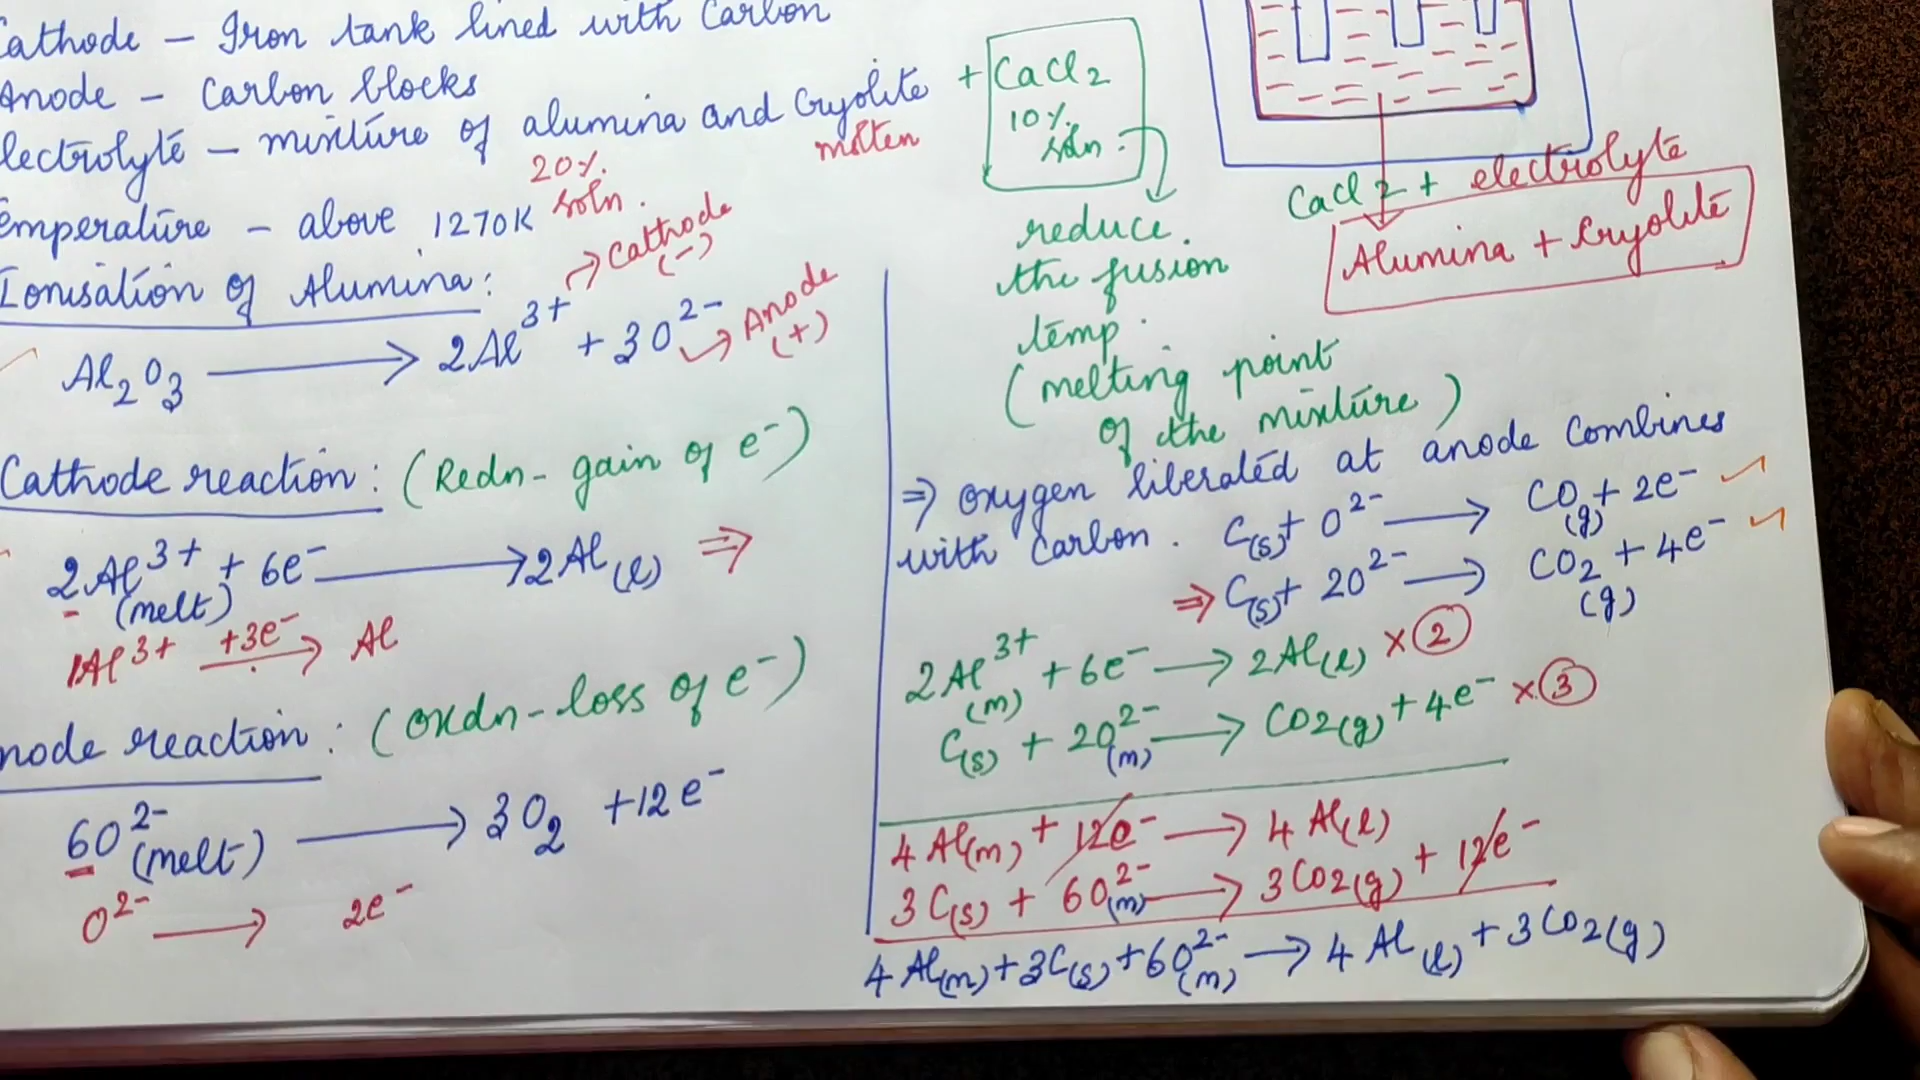 Cathode – Iron tank lined with Carbon
Anode – Carbon blocks
lectrolyte – mixture of alumina and Cryolite + CaCl2
20% soln.
molten
10% soln.
emperature – above 1270K
reduce the fusion temp.
(melting point of the mixture)
CaCl2 + electrolyte
Alumina + Cryolite
Ionisation of Alumina:
Al2O3 ⟶ 2Al³⁺ + 3O²⁻
→ Cathode (-)
→ Anode (+)
Cathode reaction: (Redn - gain of e⁻)
2Al³⁺ (melt) + 6e⁻ ⟶ 2Al(l) ⇒
1Al³⁺ +3e⁻ ⟶ Al
node reaction: (Oxdn - loss of e⁻)
6O²⁻ (melt) ⟶ 3O2 + 12e⁻
O²⁻ ⟶ 2e⁻
⇒ Oxygen liberated at anode Combines
with Carbon. C(s) + O²⁻ ⟶ CO(g) + 2e⁻
⇒ C(s) + 2O²⁻ ⟶ CO2(g) + 4e⁻
2Al³⁺(m) + 6e⁻ ⟶ 2Al(l) × 2
C(s) + 2O²⁻(m) ⟶ CO2(g) + 4e⁻ × 3
4Al(m) + 12e⁻ ⟶ 4Al(l)
3C(s) + 6O²⁻(m) ⟶ 3CO2(g) + 12e⁻
4Al(m) + 3C(s) + 6O²⁻(m) ⟶ 4Al(l) + 3CO2(g)